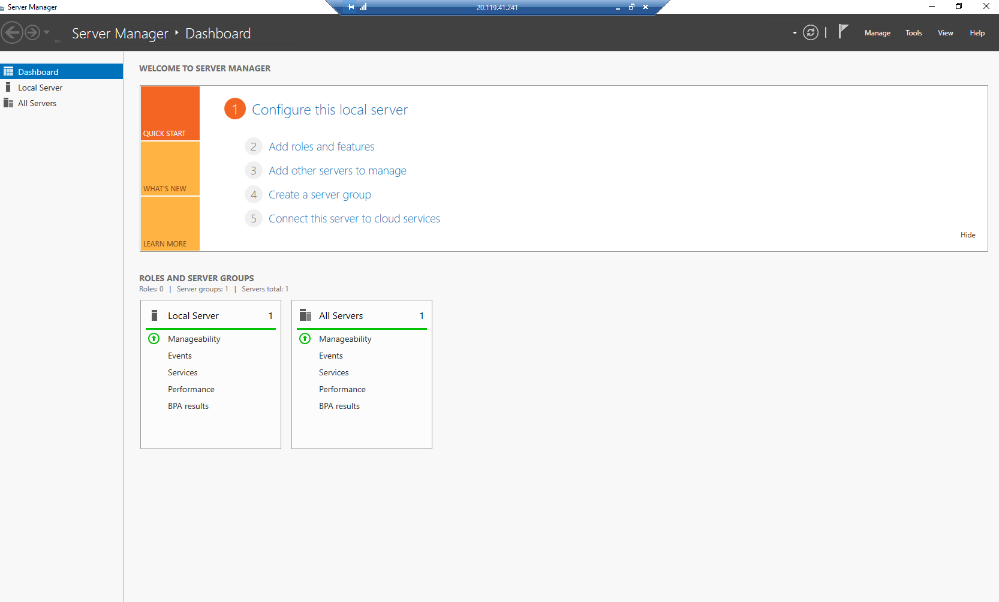 Server Manager
20.119.41.241
Server Manager Dashboard
Manage Tools View Help
Dashboard
Local Server
All Servers
WELCOME TO SERVER MANAGER
QUICK START
WHAT'S NEW
LEARN MORE
1 Configure this local server
2 Add roles and features
3 Add other servers to manage
4 Create a server group
5 Connect this server to cloud services
Hide
ROLES AND SERVER GROUPS
Roles: 0 | Server groups: 1 | Servers total: 1
Local Server 1
Manageability
Events
Services
Performance
BPA results
All Servers 1
Manageability
Events
Services
Performance
BPA results